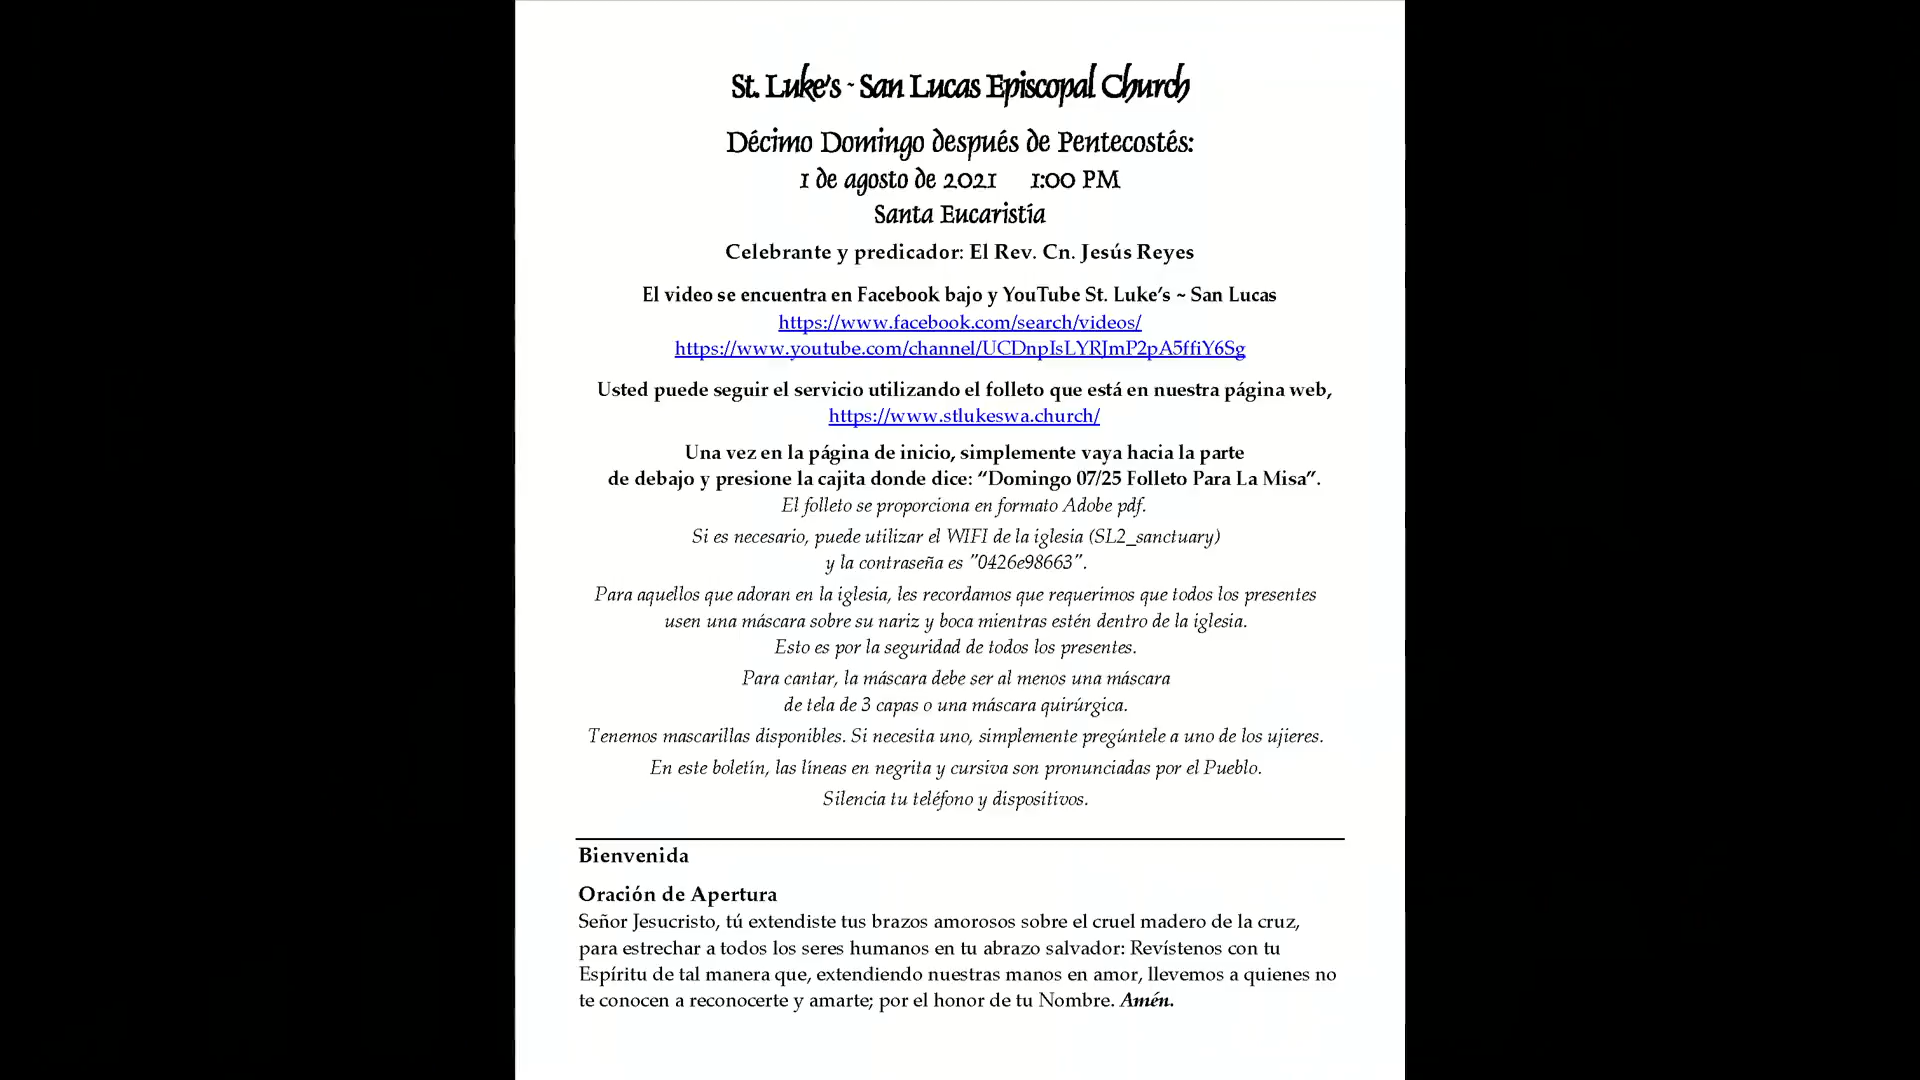 St. Luke's ~ San Lucas Episcopal Church
Décimo Domingo después de Pentecostés:
1 de agosto de 2021 1:00 PM
Santa Eucaristía
Celebrante y predicador: El Rev. Cn. Jesús Reyes
El video se encuentra en Facebook bajo y YouTube St. Luke’s ~ San Lucas
https://www.facebook.com/search/videos/
https://www.youtube.com/channel/UCDnpIsLYRJmP2pA5ffiY6Sg
Usted puede seguir el servicio utilizando el folleto que está en nuestra página web,
https://www.stlukeswa.church/
Una vez en la página de inicio, simplemente vaya hacia la parte
de debajo y presione la cajita donde dice: “Domingo 07/25 Folleto Para La Misa”.
El folleto se proporciona en formato Adobe pdf.
Si es necesario, puede utilizar el WIFI de la iglesia (SL2_sanctuary)
y la contraseña es "0426e98663".
Para aquellos que adoran en la iglesia, les recordamos que requerimos que todos los presentes
usen una máscara sobre su nariz y boca mientras estén dentro de la iglesia.
Esto es por la seguridad de todos los presentes.
Para cantar, la máscara debe ser al menos una máscara
de tela de 3 capas o una máscara quirúrgica.
Tenemos mascarillas disponibles. Si necesita uno, simplemente pregúntele a uno de los ujieres.
En este boletín, las líneas en negrita y cursiva son pronunciadas por el Pueblo.
Silencia tu teléfono y dispositivos.
Bienvenida
Oración de Apertura
Señor Jesucristo, tú extendiste tus brazos amorosos sobre el cruel madero de la cruz,
para estrechar a todos los seres humanos en tu abrazo salvador: Revístenos con tu
Espíritu de tal manera que, extendiendo nuestras manos en amor, llevemos a quienes no
te conocen a reconocerte y amarte; por el honor de tu Nombre. Amén.